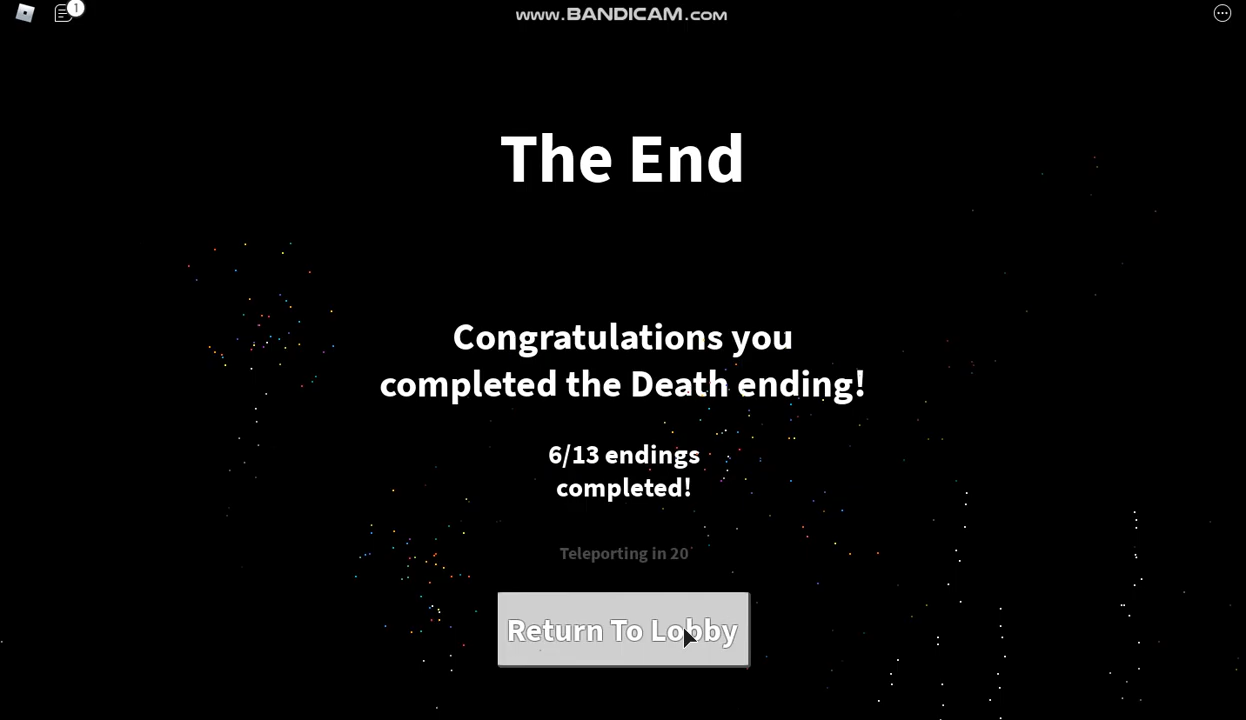 1
www.BANDICAM.com
The End
Congratulations you
completed the Death ending!
6/13 endings
completed!
Teleporting in 20
Return To Lobby